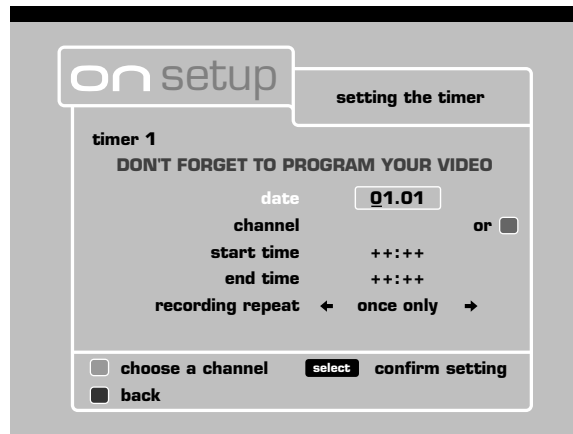 on setup
setting the timer
timer 1
DON'T FORGET TO PROGRAM YOUR VIDEO
date 01.01
channel or
start time ++:++
end time ++:++
recording repeat ← once only →
choose a channel select confirm setting
back